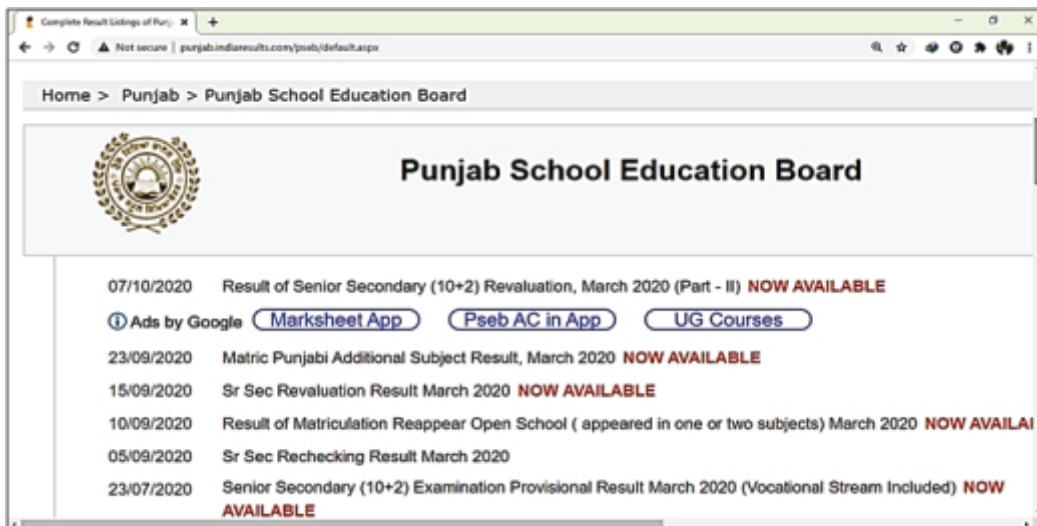 Complete Result Listings of Punj
Not secure | punjab.indiaresults.com/pseb/default.aspx
Home > Punjab > Punjab School Education Board
Punjab School Education Board
07/10/2020 Result of Senior Secondary (10+2) Revaluation, March 2020 (Part - II) NOW AVAILABLE
Ads by Google Marksheet App Pseb AC in App UG Courses
23/09/2020 Matric Punjabi Additional Subject Result, March 2020 NOW AVAILABLE
15/09/2020 Sr Sec Revaluation Result March 2020 NOW AVAILABLE
10/09/2020 Result of Matriculation Reappear Open School ( appeared in one or two subjects) March 2020 NOW AVAILAI
05/09/2020 Sr Sec Rechecking Result March 2020
23/07/2020 Senior Secondary (10+2) Examination Provisional Result March 2020 (Vocational Stream Included) NOW
AVAILABLE